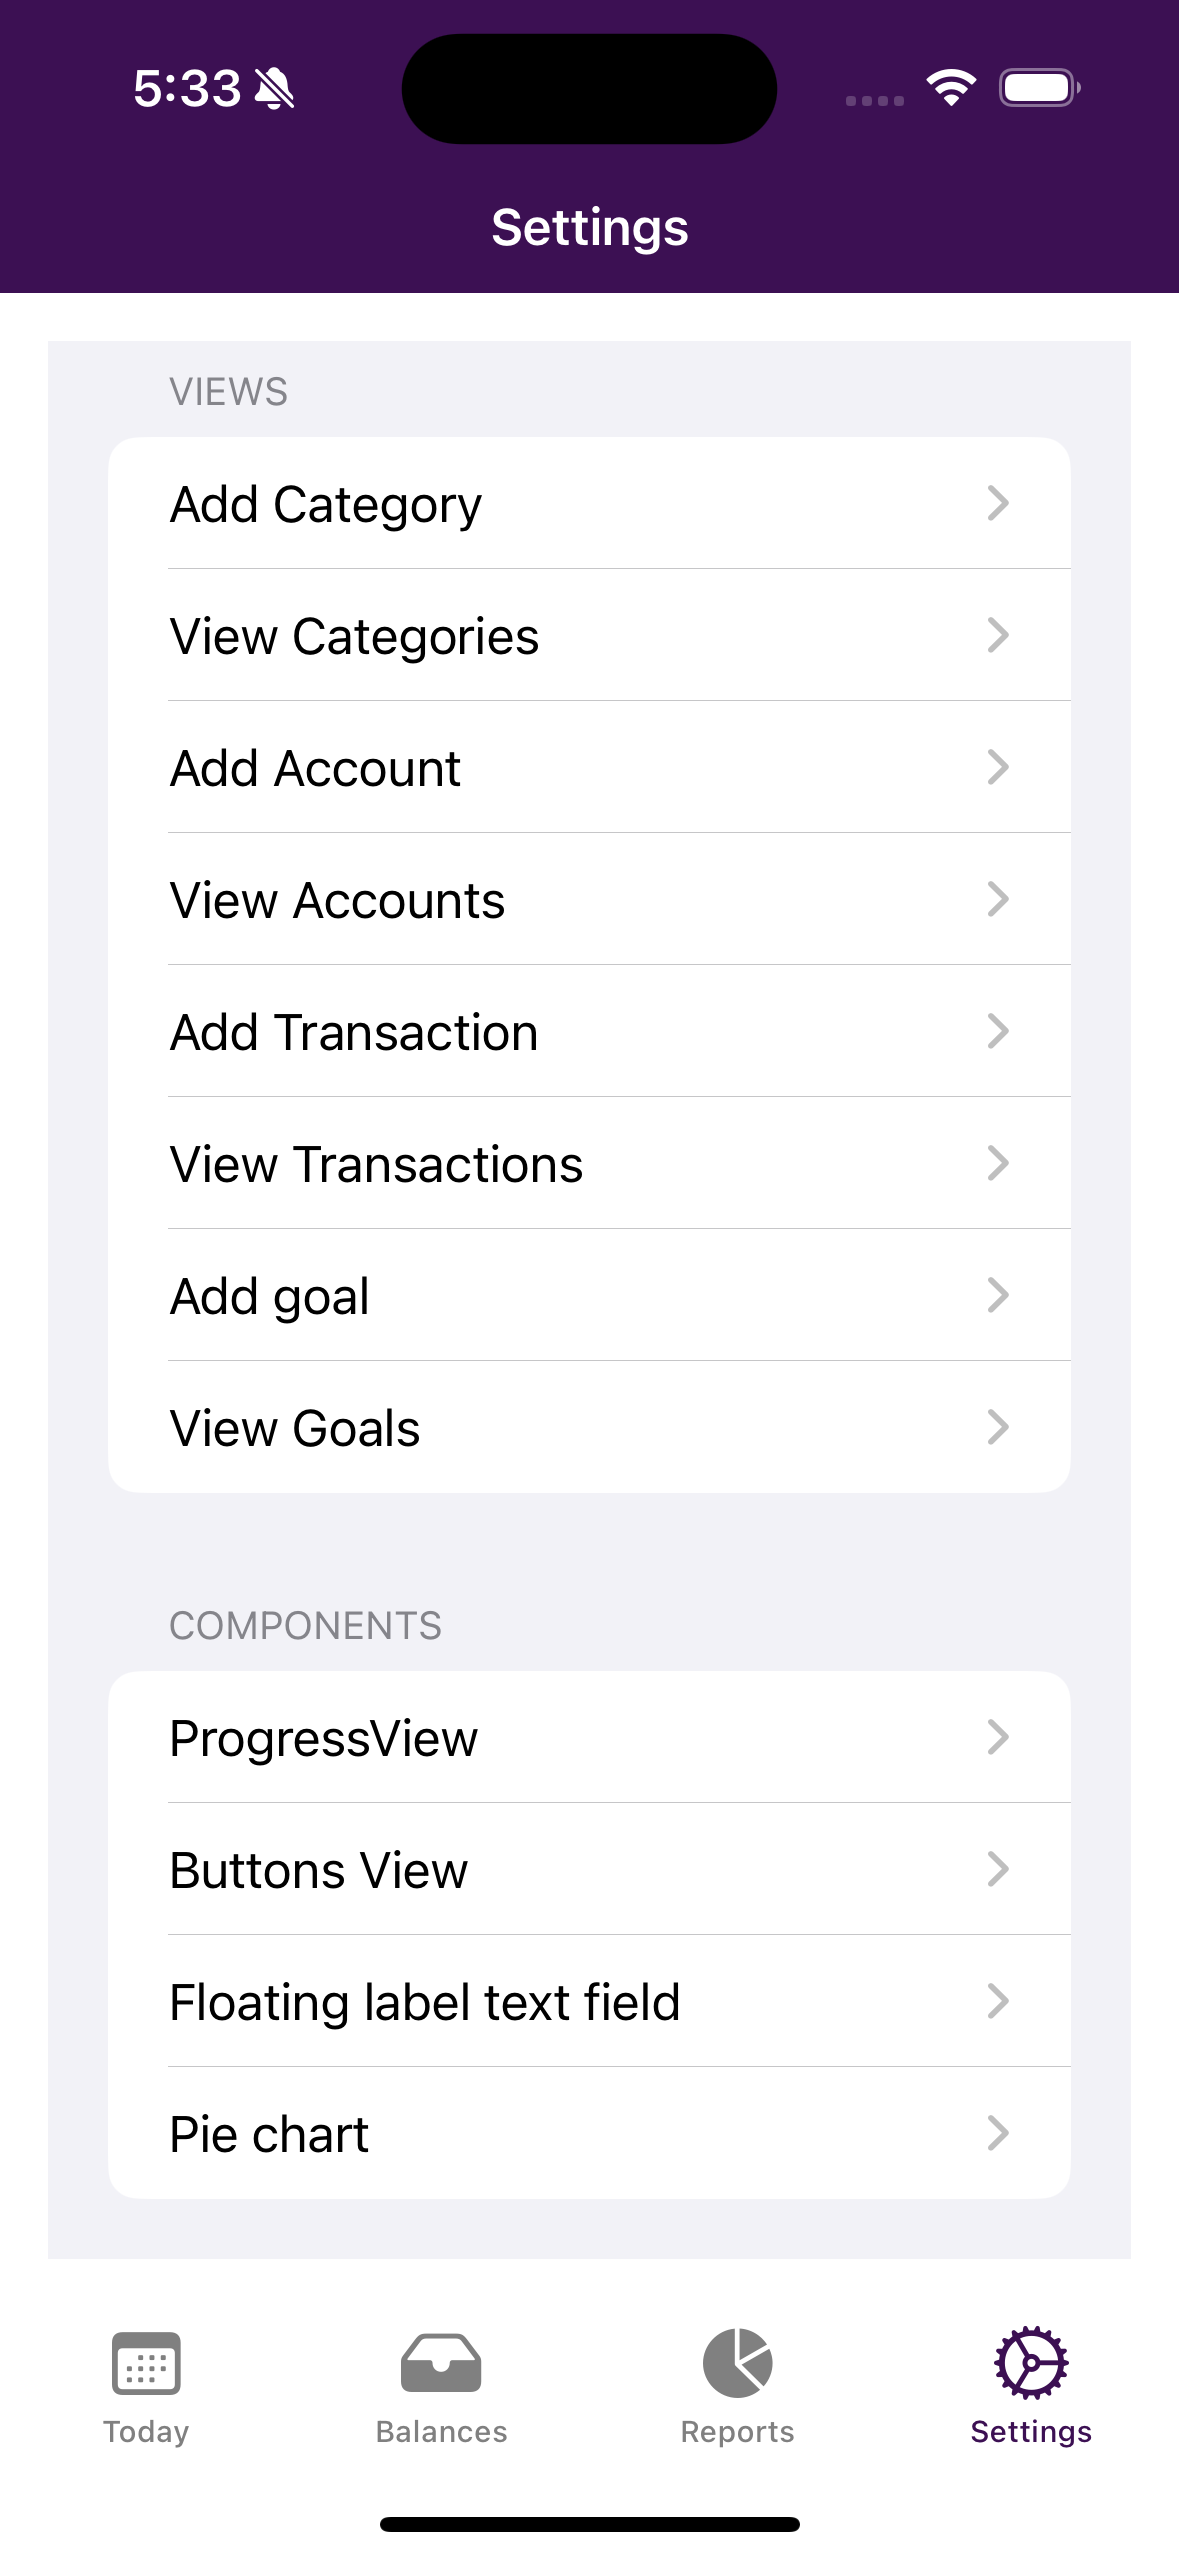 5:33
Settings
VIEWS
Add Category
View Categories
Add Account
View Accounts
Add Transaction
View Transactions
Add goal
View Goals
COMPONENTS
ProgressView
Buttons View
Floating label text field
Pie chart
Today
Balances
Reports
Settings